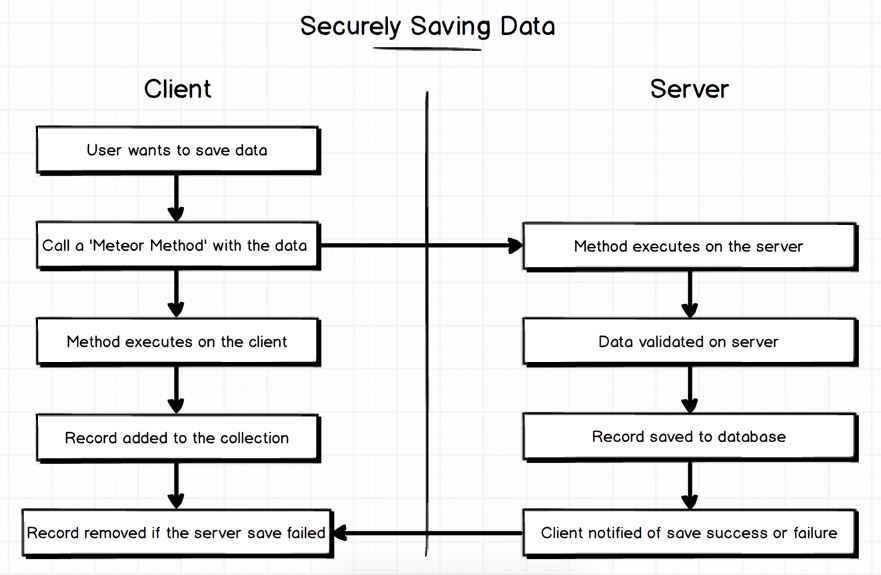 Securely Saving Data
Client
Server
User wants to save data
Call a 'Meteor Method' with the data
Method executes on the server
Method executes on the client
Data validated on server
Record added to the collection
Record saved to database
Record removed if the server save failed
Client notified of save success or failure